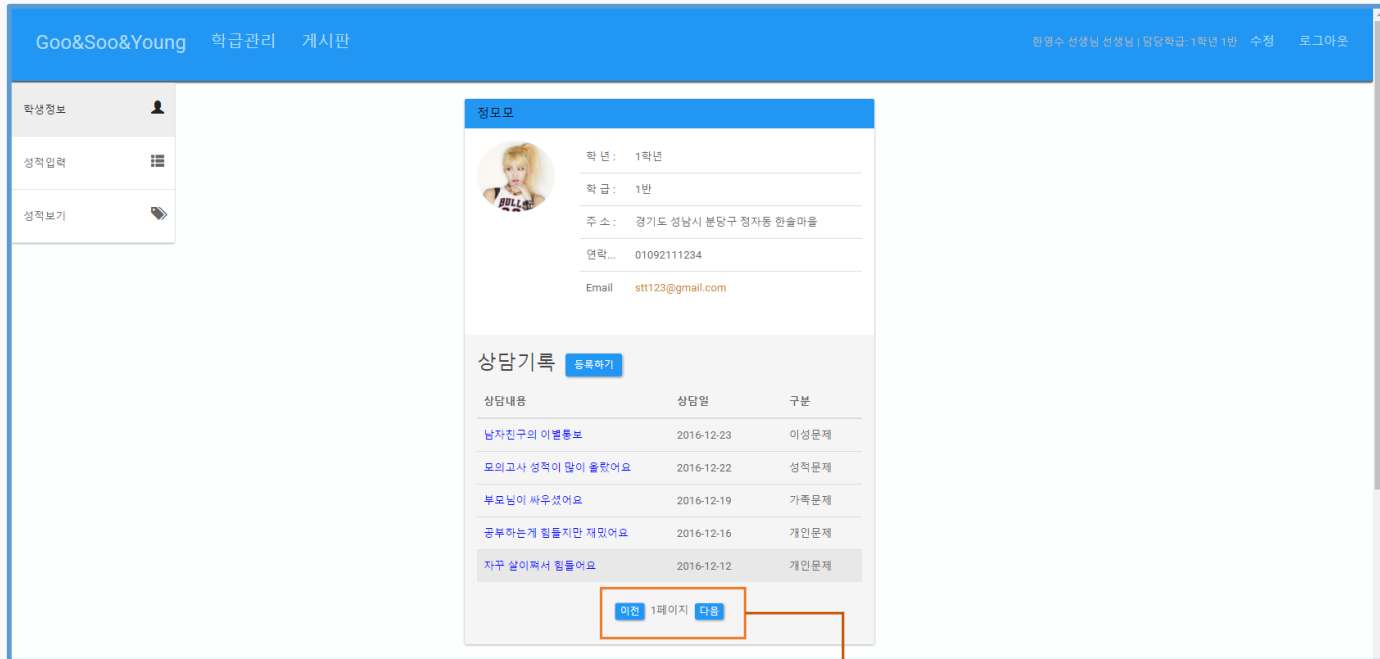 Goo&Soo&Young 학급관리 게시판 한영수 선생님 선생님 | 담당학급: 1학년 1반 수정 로그아웃
학생정보
성적입력
성적보기
정모모
학 년 : 1학년
학 급 : 1반
주 소 : 경기도 성남시 분당구 정자동 한솔마을
연락... 01092111234
Email stt123@gmail.com
BULL
상담기록 등록하기
상담내용 상담일 구분
남자친구의 이별통보 2016-12-23 이성문제
모의고사 성적이 많이 올랐어요 2016-12-22 성적문제
부모님이 싸우셨어요 2016-12-19 가족문제
공부하는게 힘들지만 재밌어요 2016-12-16 개인문제
자꾸 살이쪄서 힘들어요 2016-12-12 개인문제
이전 1페이지 다음